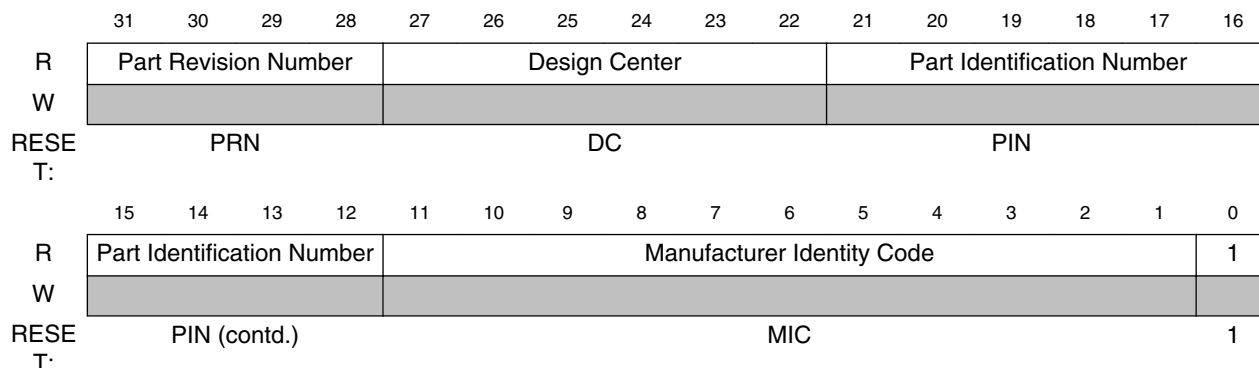 31 30 29 28 27 26 25 24 23 22 21 20 19 18 17 16
R Part Revision Number Design Center Part Identification Number
W
RESE PRN DC PIN
T:
15 14 13 12 11 10 9 8 7 6 5 4 3 2 1 0
R Part Identification Number Manufacturer Identity Code 1
W
RESE PIN (contd.) MIC 1
T: